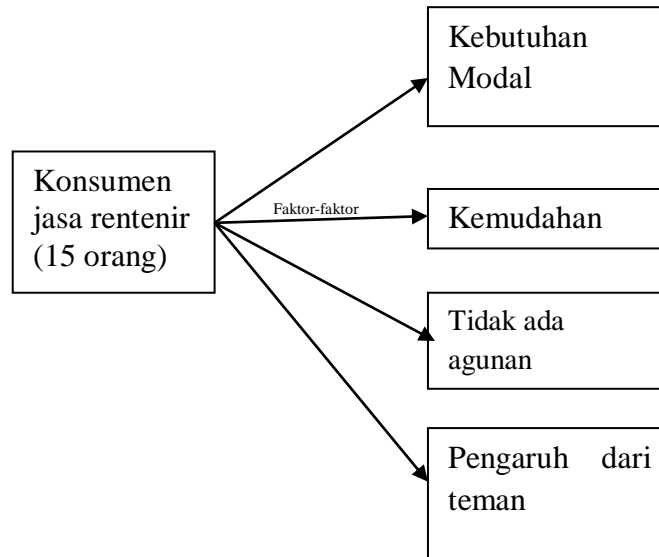 Kebutuhan
Modal
Konsumen
jasa rentenir
(15 orang)
Faktor-faktor
Kemudahan
Tidak ada
agunan
Pengaruh dari
teman